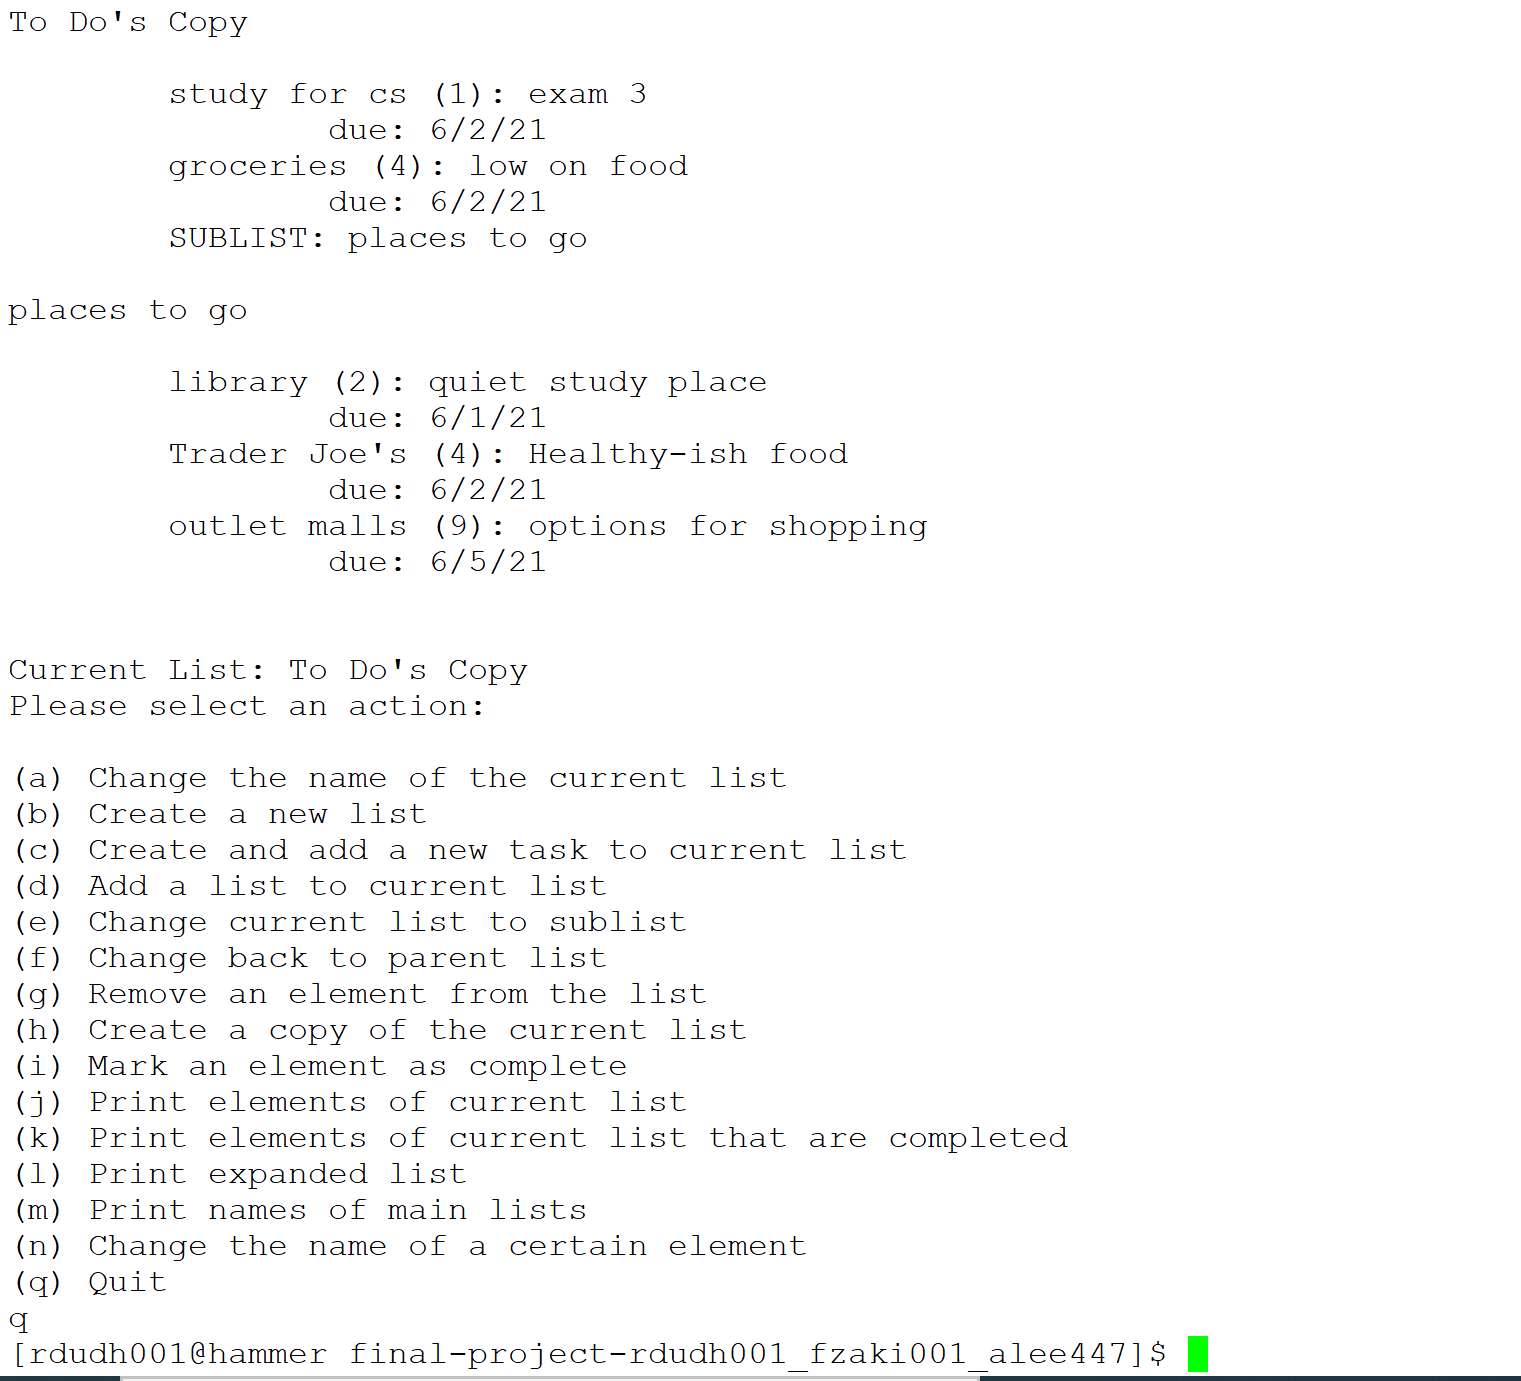 To Do's Copy
study for cs (1): exam 3
due: 6/2/21
groceries (4): low on food
due: 6/2/21
SUBLIST: places to go
places to go
library (2): quiet study place
due: 6/1/21
Trader Joe's (4): Healthy-ish food
due: 6/2/21
outlet malls (9): options for shopping
due: 6/5/21
Current List: To Do's Copy
Please select an action:
(a) Change the name of the current list
(b) Create a new list
(c) Create and add a new task to current list
(d) Add a list to current list
(e) Change current list to sublist
(f) Change back to parent list
(g) Remove an element from the list
(h) Create a copy of the current list
(i) Mark an element as complete
(j) Print elements of current list
(k) Print elements of current list that are completed
(l) Print expanded list
(m) Print names of main lists
(n) Change the name of a certain element
(q) Quit
q
[rdudh001@hammer final-project-rdudh001_fzaki001_alee447]$